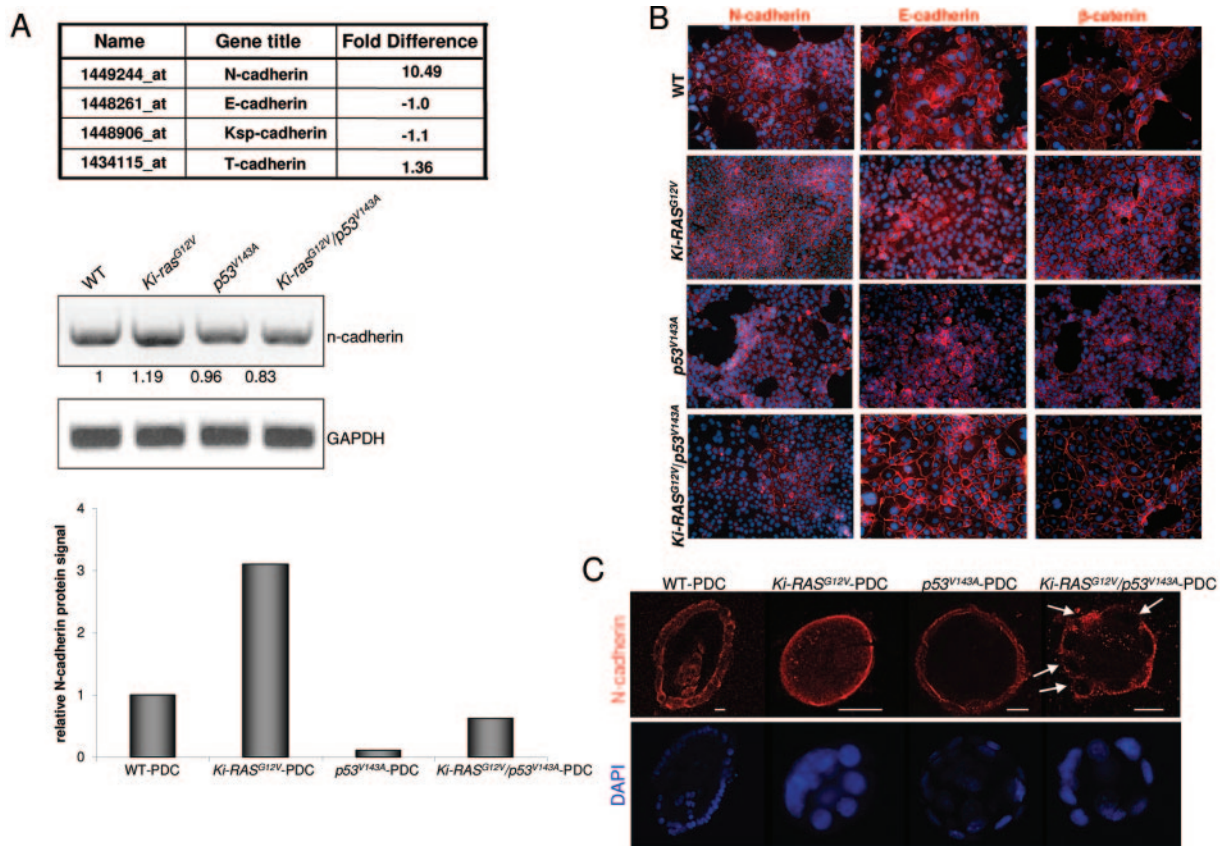 A
Name Gene title Fold Difference
1449244_at N-cadherin 10.49
1448261_at E-cadherin -1.0
1448906_at Ksp-cadherin -1.1
1434115_at T-cadherin 1.36
WT Ki-ras^G12V p53^V143A Ki-ras^G12V/p53^V143A
n-cadherin
1 1.19 0.96 0.83
GAPDH
relative N-cadherin protein signal
4
3
2
1
0
WT-PDC Ki-RAS^G12V-PDC p53^V143A-PDC Ki-RAS^G12V/p53^V143A-PDC
B
N-cadherin E-cadherin β-catenin
WT
Ki-RAS^G12V
p53^V143A
Ki-RAS^G12V/p53^V143A
C
WT-PDC Ki-RAS^G12V-PDC p53^V143A-PDC Ki-RAS^G12V/p53^V143A-PDC
N-cadherin
DAPI